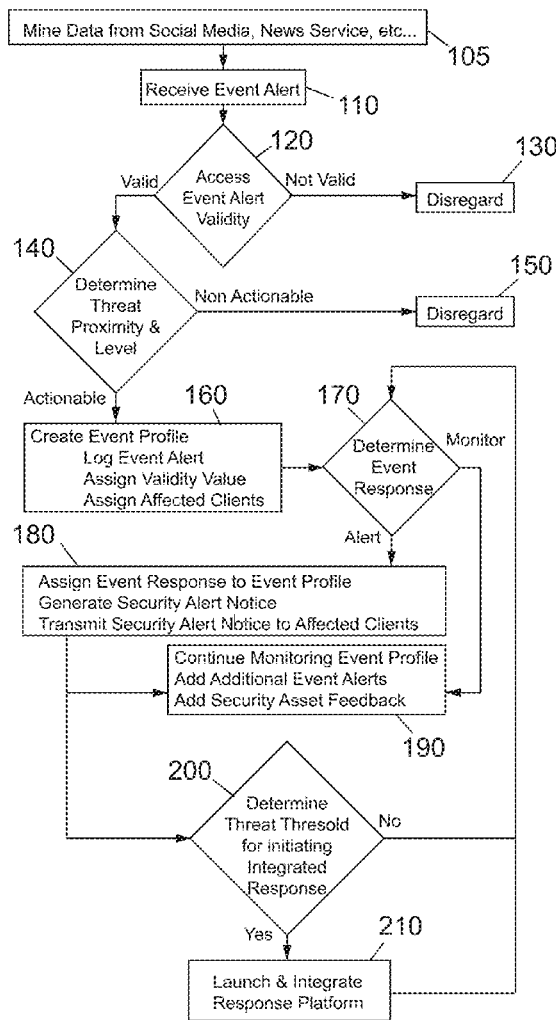 Mine Data from Social Media, News Service, etc...
105
Receive Event Alert
110
120
Access
Event Alert
Validity
Valid
Not Valid
130
Disregard
140
Determine
Threat
Proximity &
Level
Non Actionable
150
Disregard
Actionable
160
Create Event Profile
Log Event Alert
Assign Validity Value
Assign Affected Clients
170
Determine
Event
Response
Monitor
Alert
180
Assign Event Response to Event Profile
Generate Security Alert Notice
Transmit Security Alert Notice to Affected Clients
Continue Monitoring Event Profile
Add Additional Event Alerts
Add Security Asset Feedback
190
200
Determine
Threat Thresold
for initiating
Integrated
Response
No
Yes
210
Launch & Integrate
Response Platform